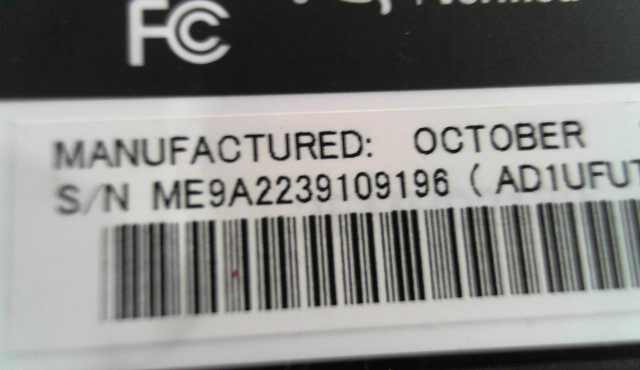 FC
MANUFACTURED: OCTOBER
S/N ME9A2239109196 ( AD1UFUT